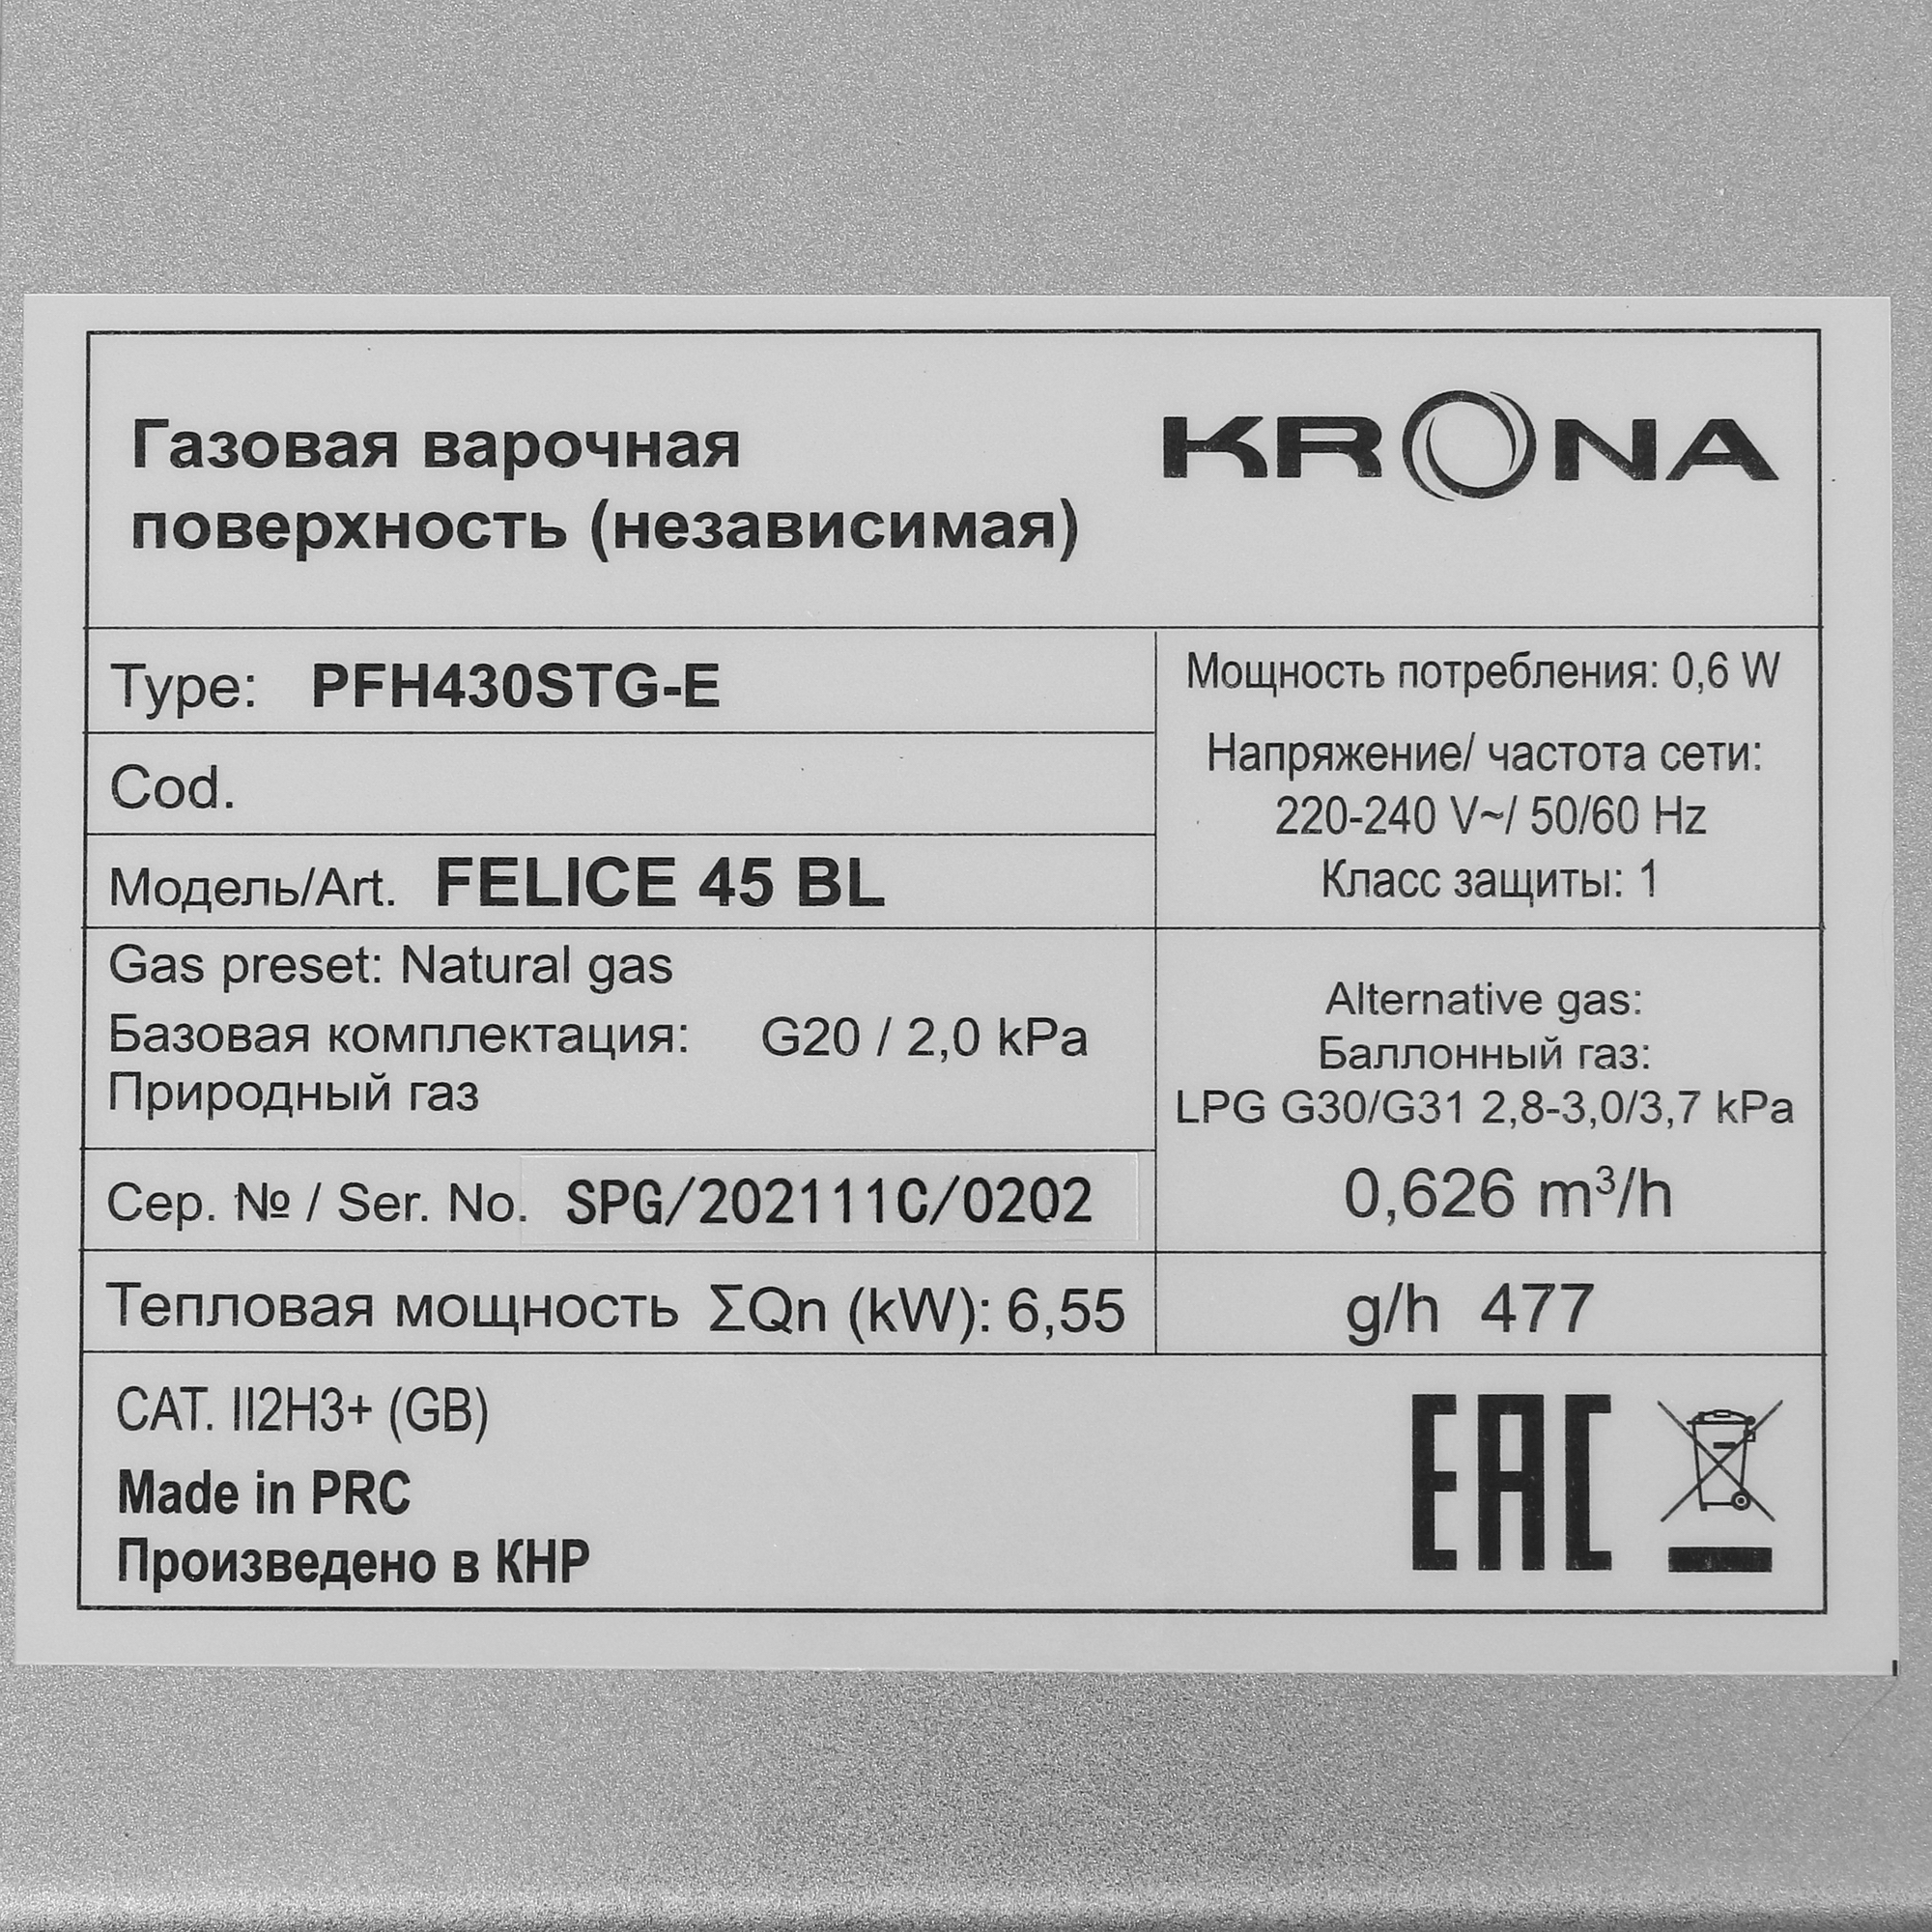 Газовая варочная
поверхность (независимая)
KRONA
Type: PFH430STG-E
Cod.
Модель/Art. FELICE 45 BL
Мощность потребления: 0,6 W
Напряжение/ частота сети:
220-240 V~/ 50/60 Hz
Класс защиты: 1
Gas preset: Natural gas
Базовая комплектация: G20 / 2,0 kPa
Природный газ
Alternative gas:
Баллонный газ:
LPG G30/G31 2,8-3,0/3,7 kPa
0,626 m³/h
Сер. № / Ser. No. SPG/202111C/0202
Тепловая мощность ΣQn (kW): 6,55
g/h 477
CAT. II2H3+ (GB)
Made in PRC
Произведено в КНР
EAC